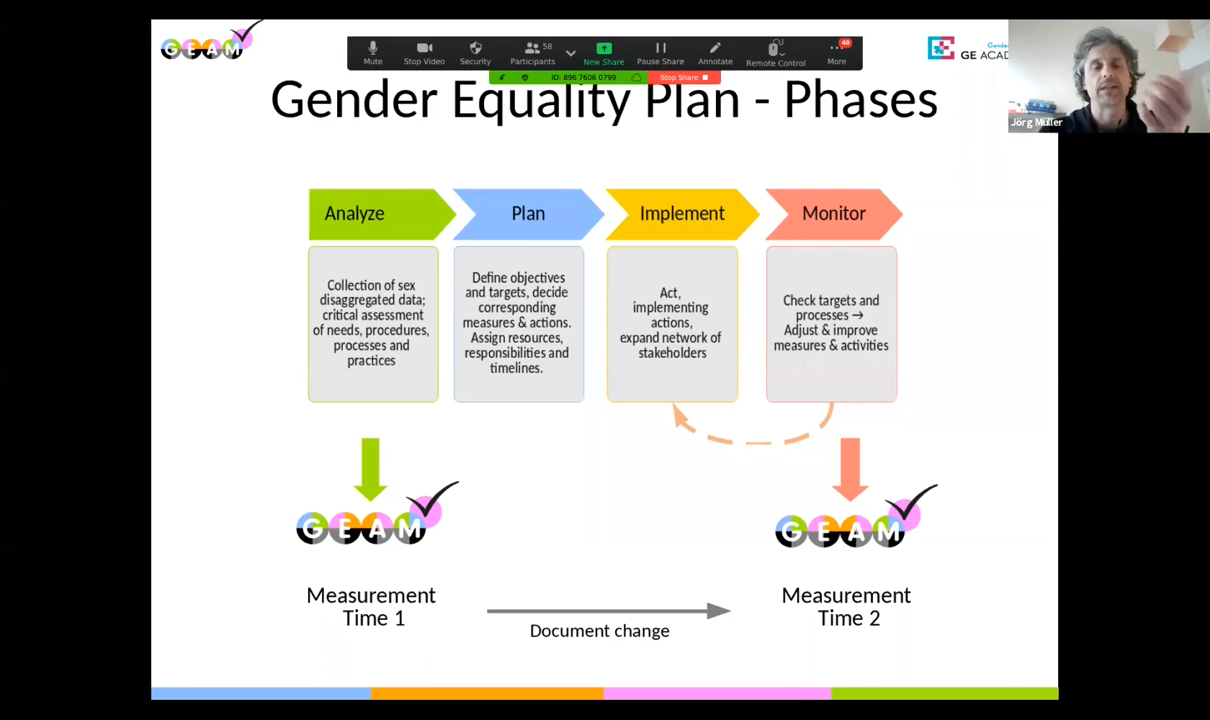 GEAM
Mute
Stop Video
Security
Participants
58
New Share
Pause Share
Annotate
Remote Control
40
More
ID: 896 7606 0799
Stop Share
GE ACAD
Jörg Müller
Gender Equality Plan - Phases
Analyze
Plan
Implement
Monitor
Collection of sex
disaggregated data;
critical assessment
of needs, procedures,
processes and
practices
Define objectives
and targets, decide
corresponding
measures & actions.
Assign resources,
responsibilities and
timelines.
Act,
implementing
actions,
expand network of
stakeholders
Check targets and
processes →
Adjust & improve
measures & activities
GEAM
GEAM
Measurement
Time 1
Document change
Measurement
Time 2